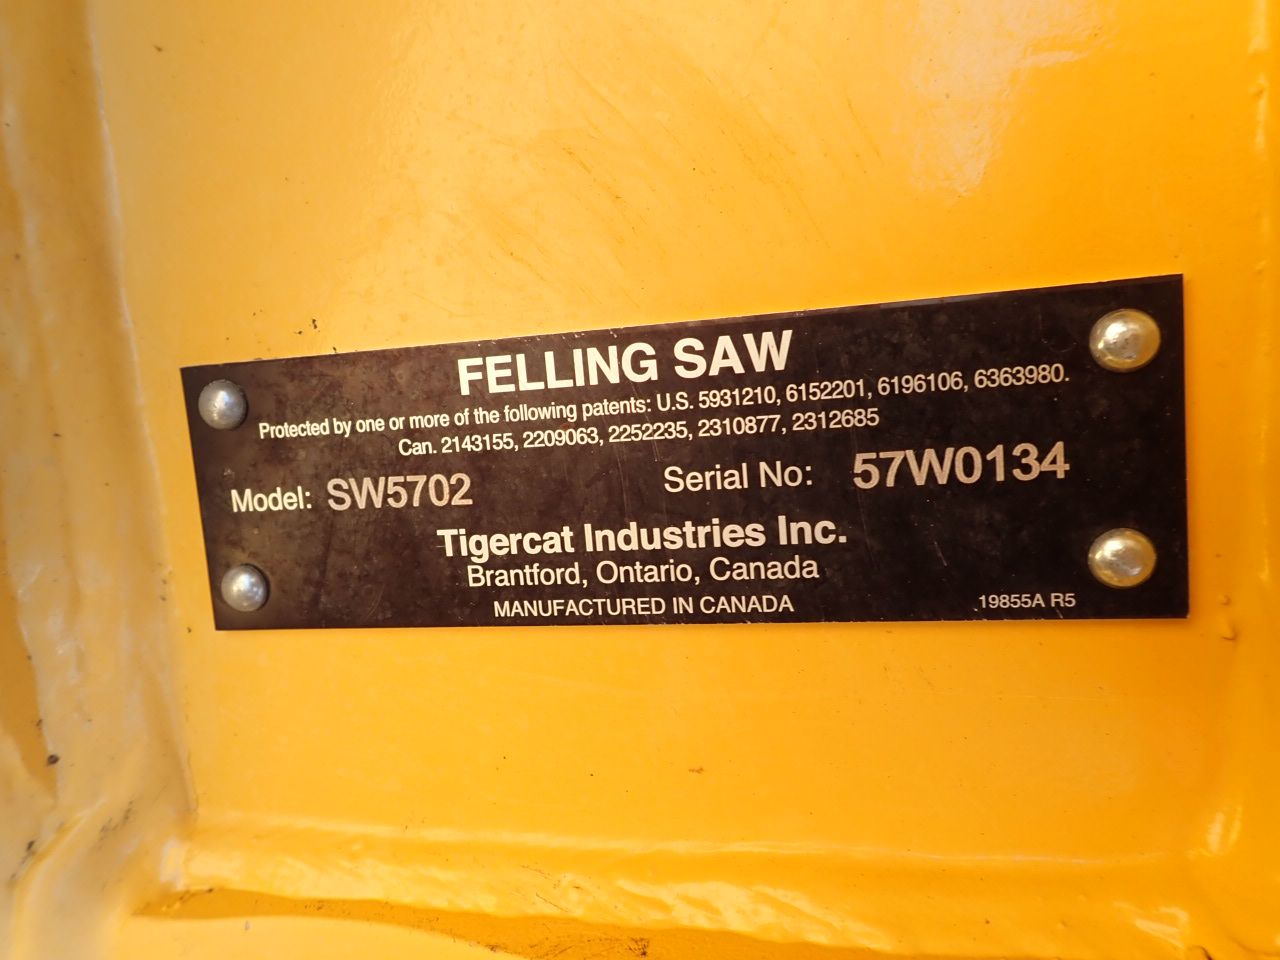 FELLING SAW
Protected by one or more of the following patents: U.S. 5931210, 6152201, 6196106, 6363980.
Can. 2143155, 2209063, 2252235, 2310877, 2312685
Model: SW5702 Serial No: 57W0134
Tigercat Industries Inc.
Brantford, Ontario, Canada
MANUFACTURED IN CANADA 19855A R5